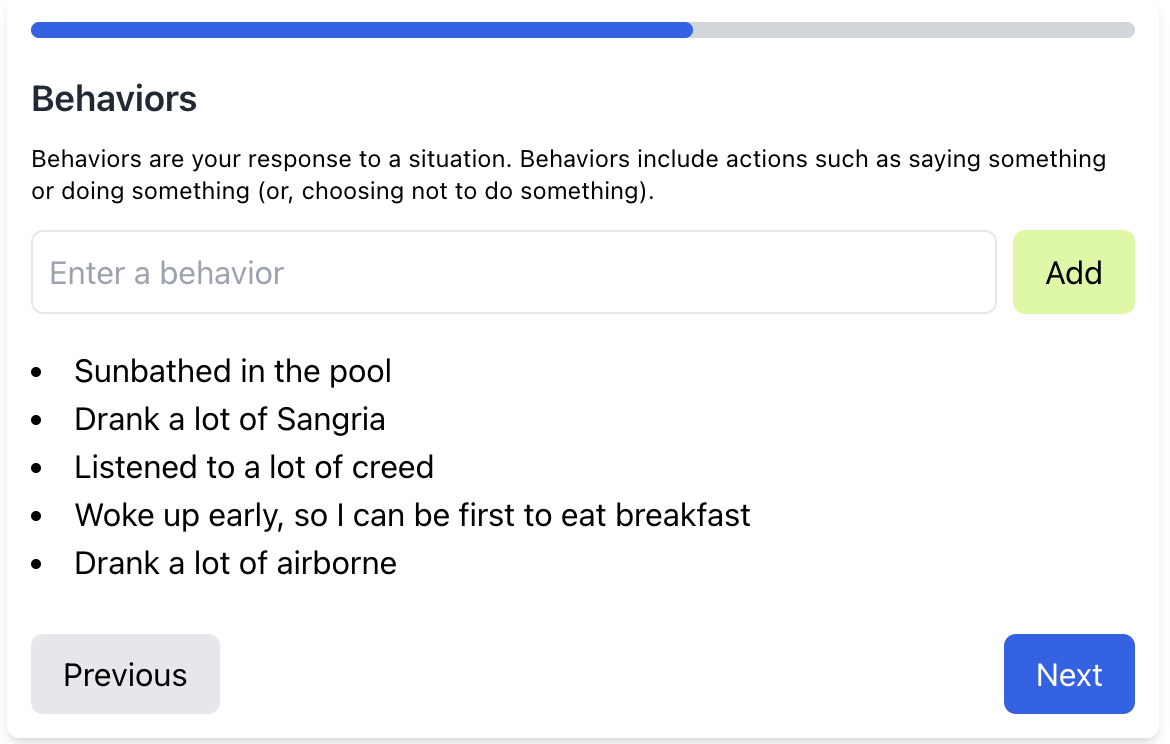 Behaviors
Behaviors are your response to a situation. Behaviors include actions such as saying something
or doing something (or, choosing not to do something).
Enter a behavior
Add
• Sunbathed in the pool
• Drank a lot of Sangria
• Listened to a lot of creed
• Woke up early, so I can be first to eat breakfast
• Drank a lot of airborne
Previous
Next